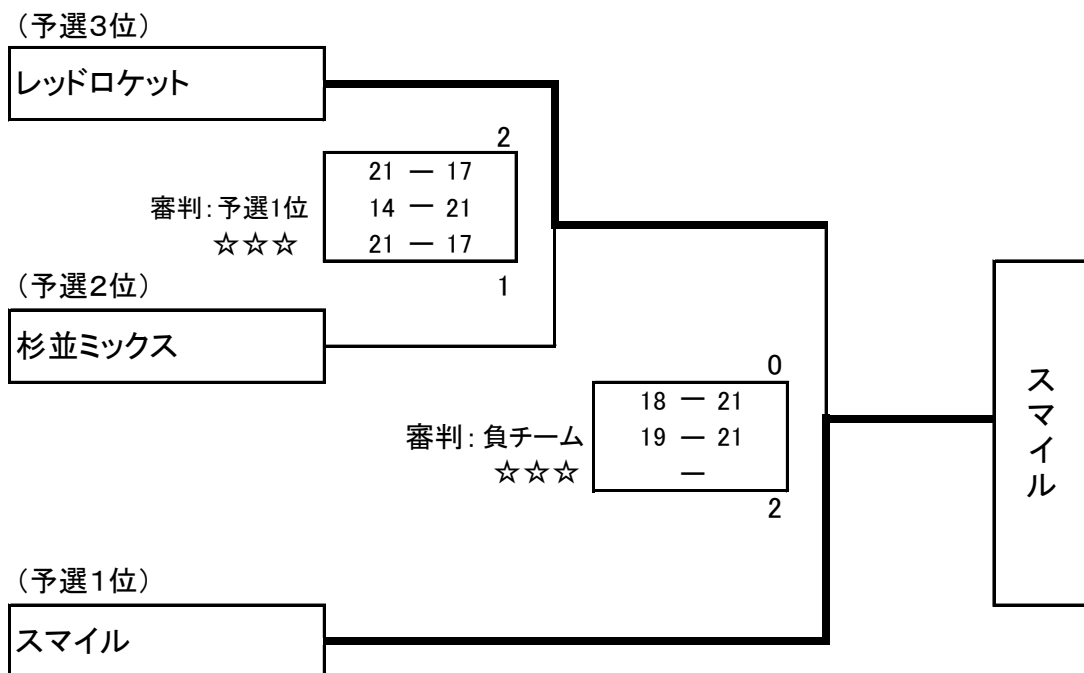 （予選３位）
レッドロケット
2
21 － 17
14 － 21
21 － 17
審判：予選1位
☆☆☆
1
（予選２位）
杉並ミックス
0
18 － 21
19 － 21
－
審判：負チーム
☆☆☆
2
スマイル
（予選１位）
スマイル